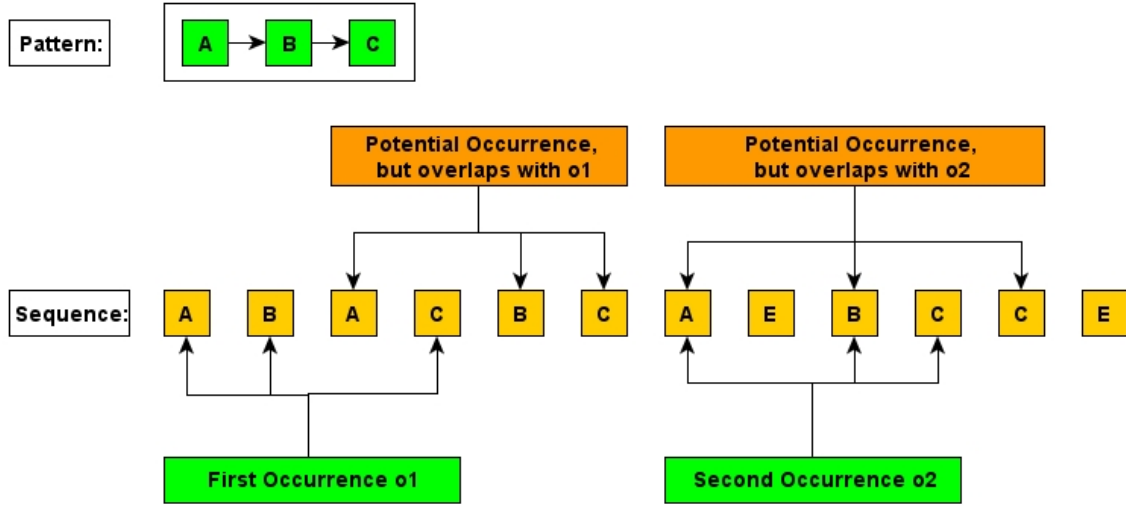 Pattern: A B C
Potential Occurrence, Potential Occurrence,
but overlaps with o1 but overlaps with o2
Sequence: A B A C B C A E B C C E
First Occurrence o1 Second Occurrence o2